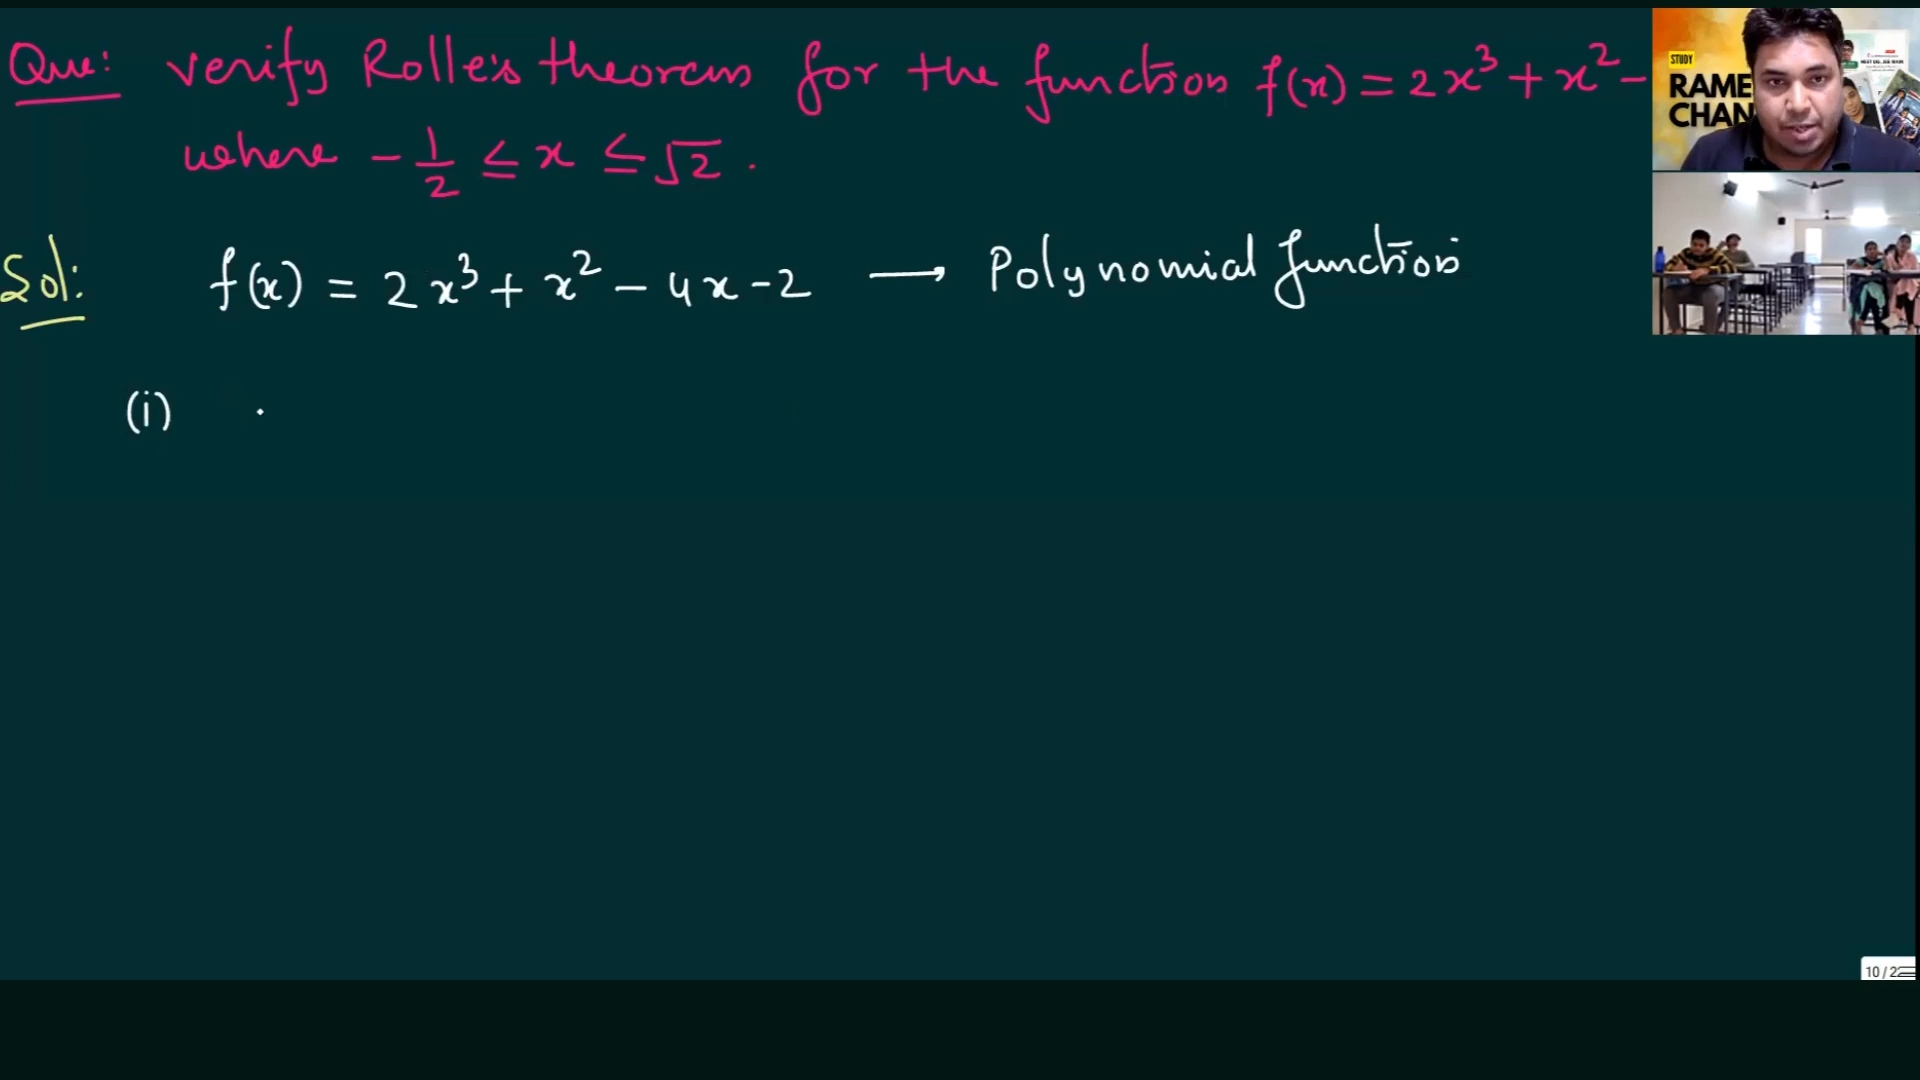 Que: verify Rolle's theorem for the function f(x) = 2x³ + x² -
where -1/2 ≤ x ≤ √2 .
Sol: f(x) = 2x³ + x² - 4x - 2 → Polynomial function
(i) .
STUDY
RAME
CHAN
10 / 22